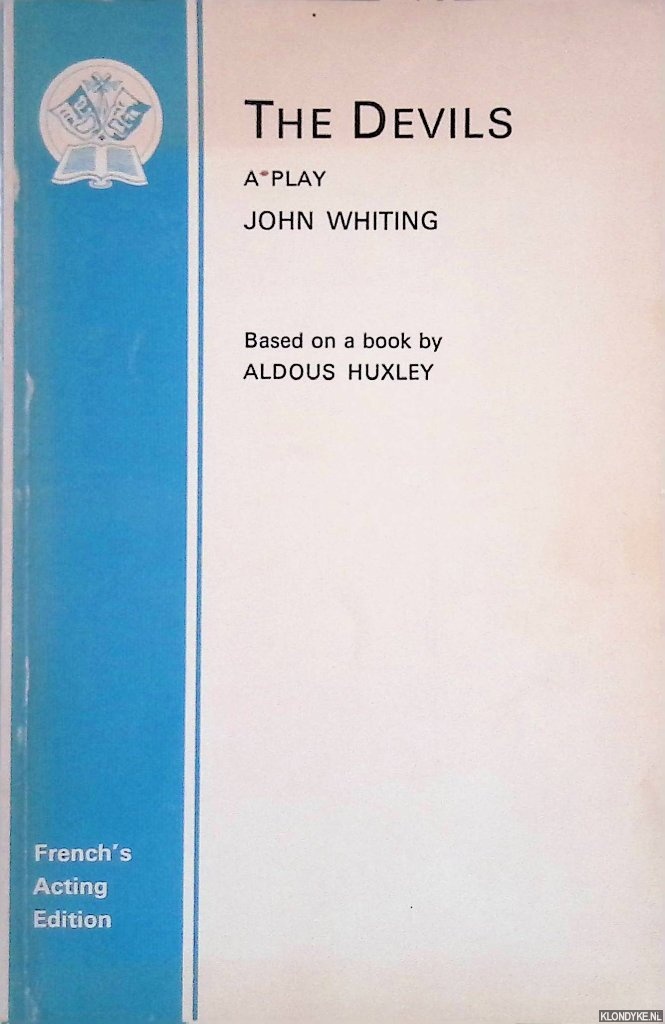 THE DEVILS
A PLAY
JOHN WHITING
Based on a book by
ALDOUS HUXLEY
French's
Acting
Edition
KLONDYKE.NL